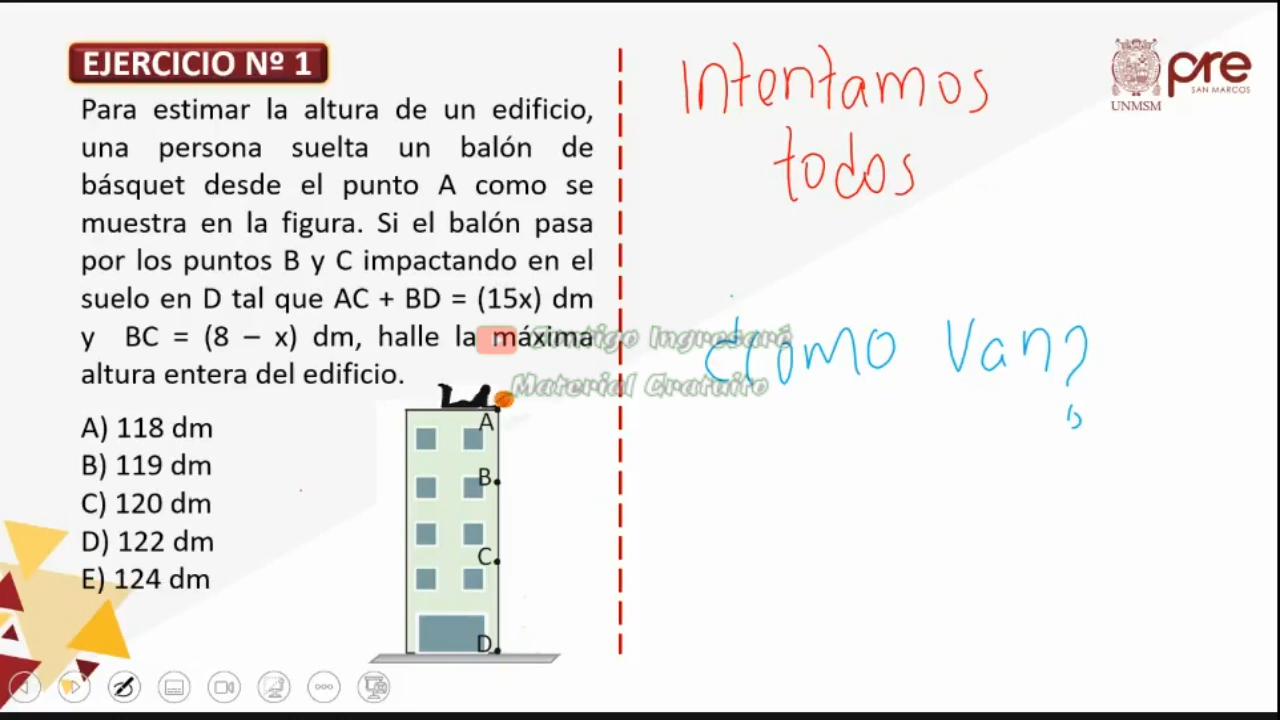 EJERCICIO Nº 1
Para estimar la altura de un edificio,
una persona suelta un balón de
básquet desde el punto A como se
muestra en la figura. Si el balón pasa
por los puntos B y C impactando en el
suelo en D tal que AC + BD = (15x) dm
y BC = (8 – x) dm, halle la máxima
altura entera del edificio.
A) 118 dm
B) 119 dm
C) 120 dm
D) 122 dm
E) 124 dm
A
B
C
D
Intentamos
todos
Contigo Ingresaré
Material Gratuito
como Van?
UNMSM
pre
SAN MARCOS